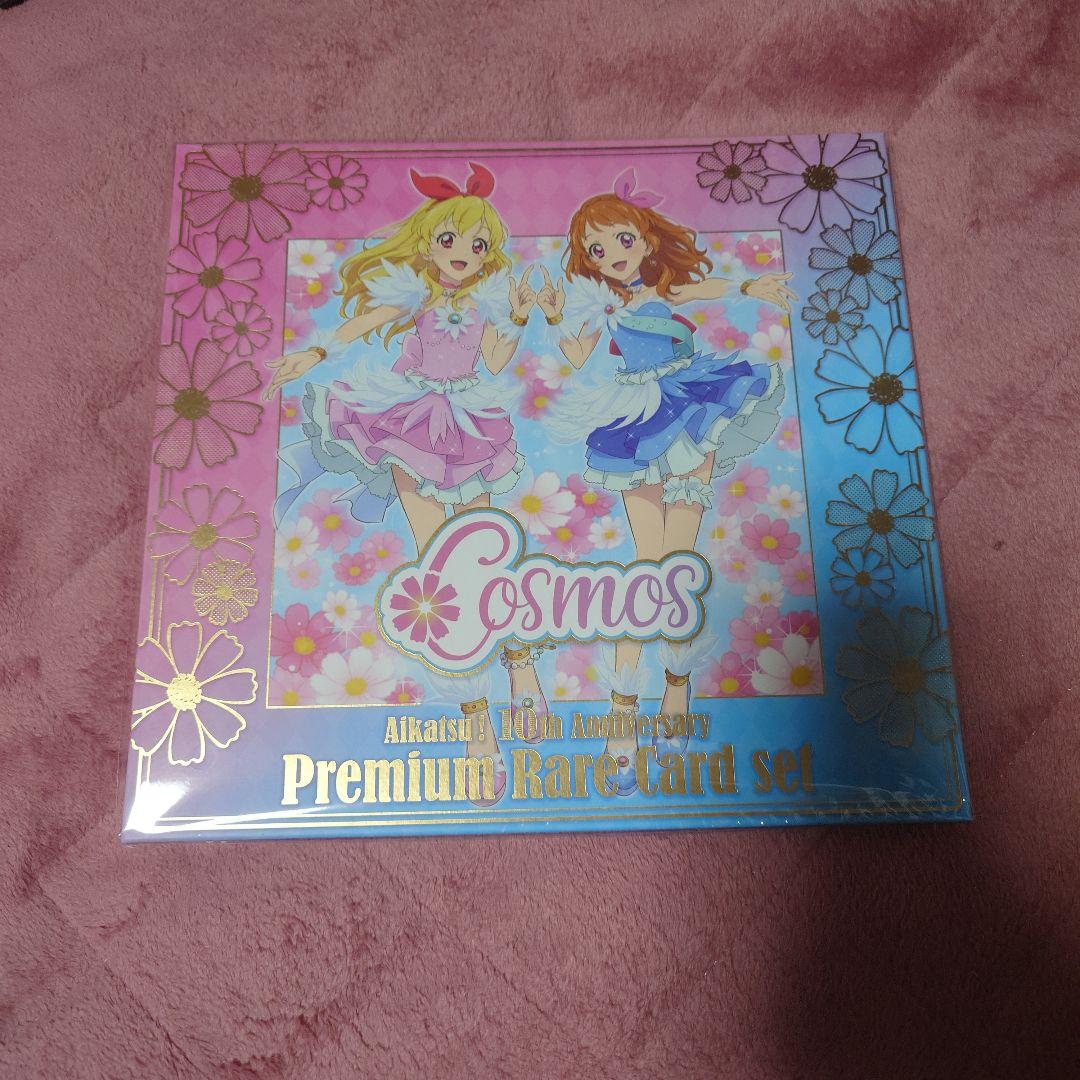 Cosmos
Aikatsu! 10th Anniversary
Premium Rare Card set